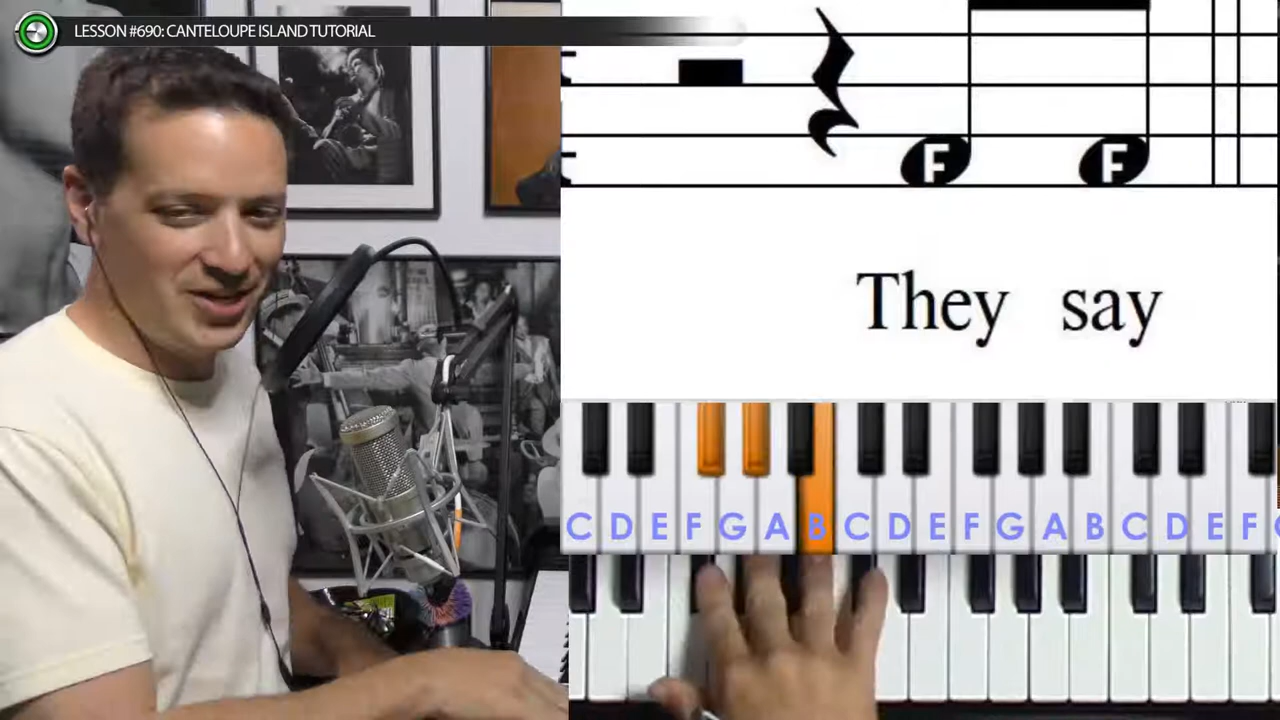 LESSON #690: CANTELOUPE ISLAND TUTORIAL
F F
They say
C D E F G A B C D E F G A B C D E F